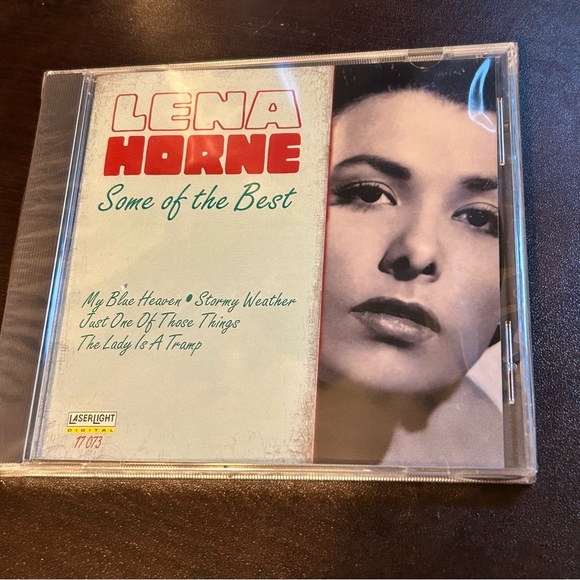 LENA
HORNE
Some of the Best
My Blue Heaven • Stormy Weather
Just One Of Those Things
The Lady Is A Tramp
LASERLIGHT
DIGITAL
17 073